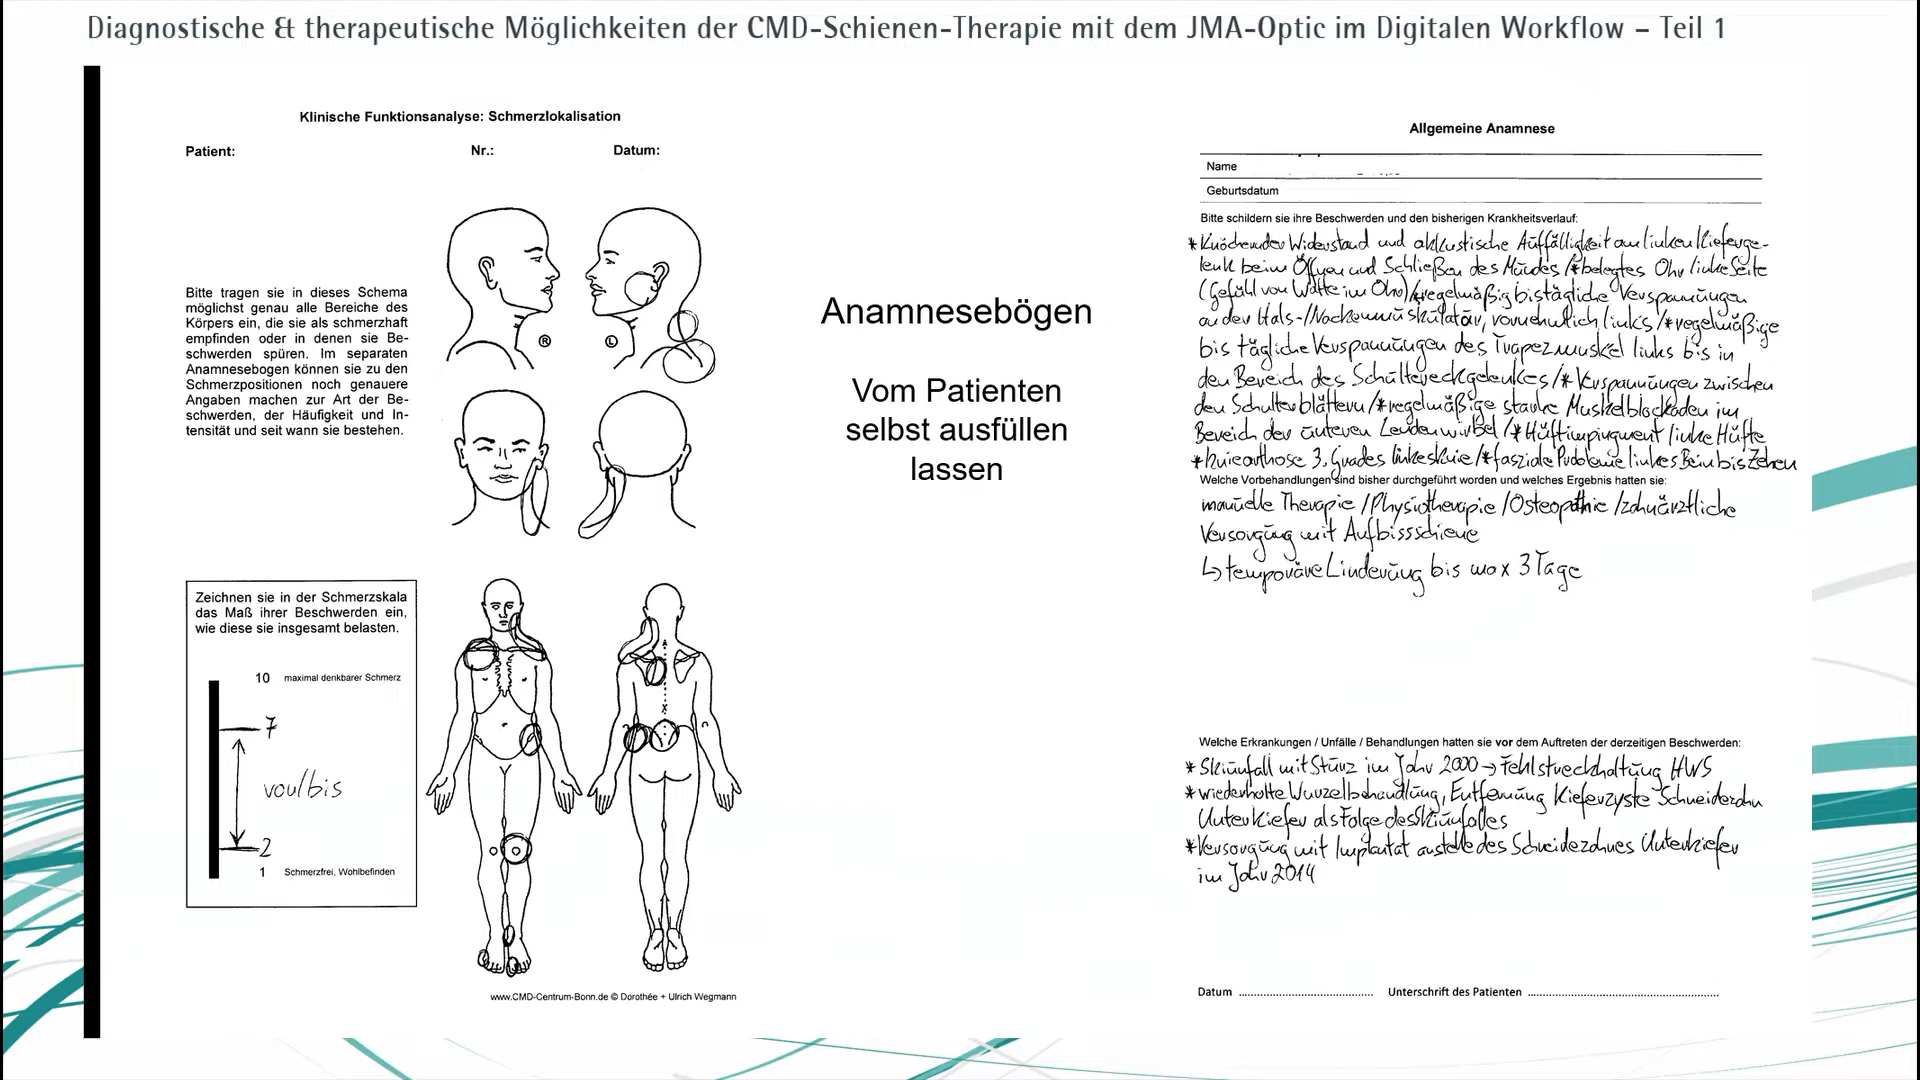 Diagnostische & therapeutische Möglichkeiten der CMD-Schienen-Therapie mit dem JMA-Optic im Digitalen Workflow – Teil 1
Klinische Funktionsanalyse: Schmerzlokalisation
Patient: Nr.: Datum:
Bitte tragen sie in dieses Schema
möglichst genau alle Bereiche des
Körpers ein, die sie als schmerzhaft
empfinden oder in denen sie Be-
schwerden spüren. Im separaten
Anamnesebogen können sie zu den
Schmerzpositionen noch genauere
Angaben machen zur Art der Be-
schwerden, der Häufigkeit und In-
tensität und seit wann sie bestehen.
R L
Zeichnen sie in der Schmerzskala
das Maß ihrer Beschwerden ein,
wie diese sie insgesamt belasten.
10 maximal denkbarer Schmerz
7
von/bis
2
1 Schmerzfrei, Wohlbefinden
www.CMD-Centrum-Bonn.de © Dorothée + Ulrich Wegmann
Anamnesebögen
Vom Patienten
selbst ausfüllen
lassen
Allgemeine Anamnese
Name
Geburtsdatum
Bitte schildern sie ihre Beschwerden und den bisherigen Krankheitsverlauf:
* Knöchender Widerstand und akkustische Auffälligkeit am linken Kieferge-
lenk beim Öffnen und Schließen des Mundes /* belegtes Ohr linke Seite
(Gefühl von Watte im Ohr) /* regelmäßig bis tägliche Verspannungen
an der Hals-/Nackenmuskulatur, vornehmlich links /* regelmäßige
bis tägliche Verspannungen des Trapezmuskel links bis in
den Bereich des Schultereckgelenkes /* Verspannungen zwischen
den Schulterblättern /* regelmäßige starke Muskelblockaden im
Bereich der unteren Lendenwirbel /* Hüftimpingment linke Hüfte
* Kniearthose 3. Grades linkes Knie /* fasziale Probleme linkes Bein bis Zehen
Welche Vorbehandlungen sind bisher durchgeführt worden und welches Ergebnis hatten sie:
manuelle Therapie /Physiotherapie /Osteopathie /zahnärztliche
Versorgung mit Aufbissschiene
↳ temporäre Linderung bis max 3 Tage
Welche Erkrankungen / Unfälle / Behandlungen hatten sie vor dem Auftreten der derzeitigen Beschwerden:
* Skiunfall mit Sturz im Jahr 2000 → Fehlstreckhaltung HWS
* wiederholte Wurzelbehandlung, Entfernung Kieferzyste Schneidezahn
Unterkiefer als Folge des Skiunfalles
* Versorgung mit Implantat anstelle des Schneidezahnes Unterkiefer
im Jahr 2014
Datum ........................................ Unterschrift des Patienten ........................................